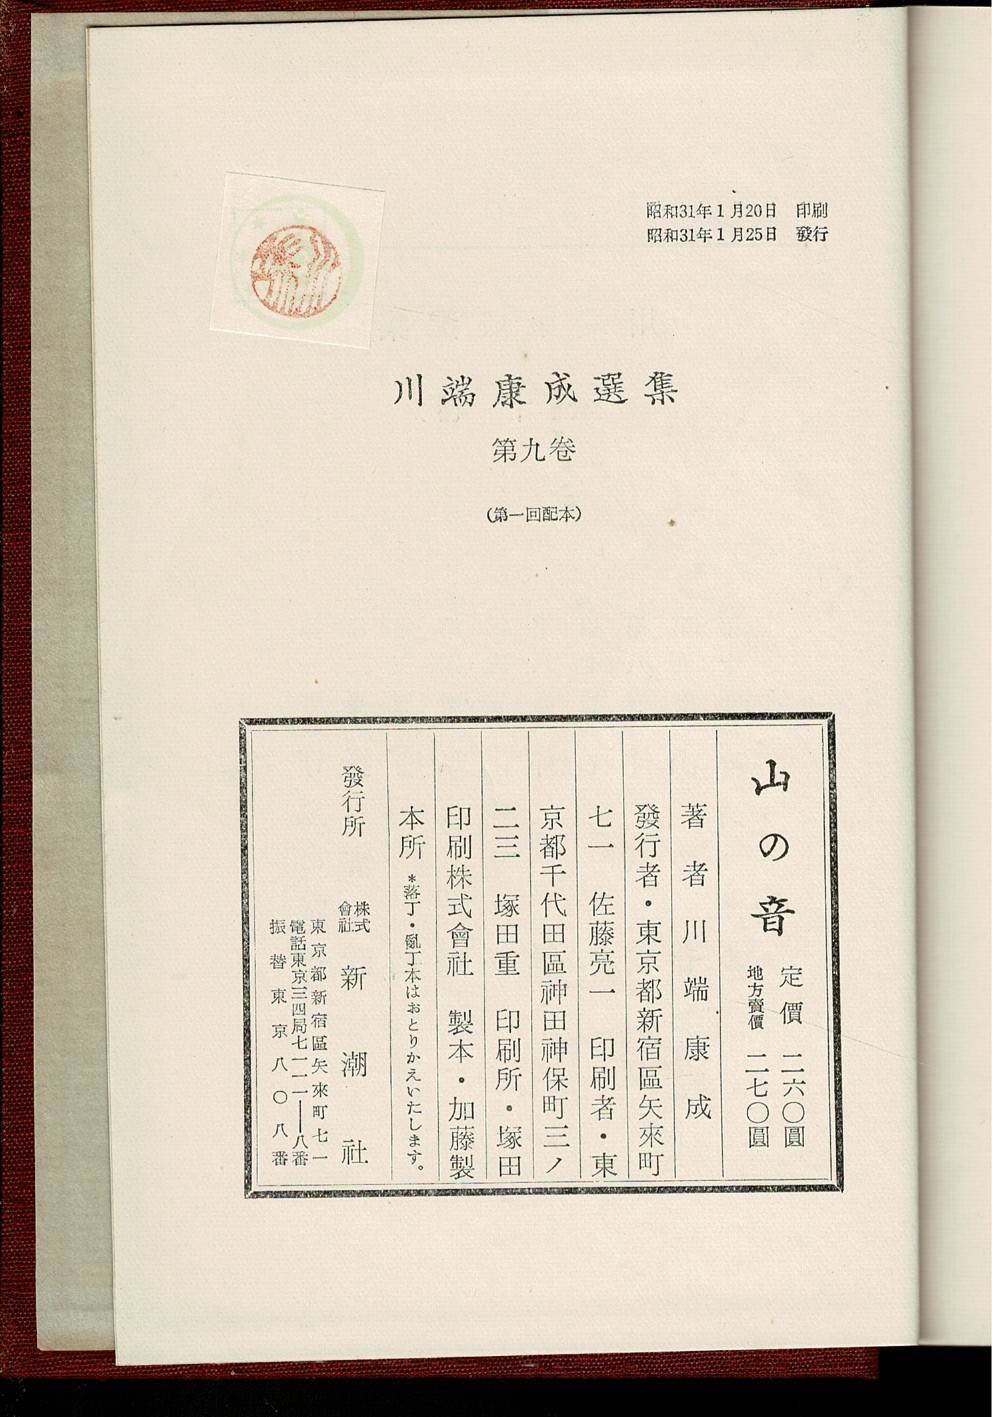 昭和31年1月20日 印刷
昭和31年1月25日 發行
川端康成選集
第九卷
(第一回配本)
山の音
定價 二六〇圓
地方賣價 二七〇圓
著者 川端康成
發行者・東京都新宿區矢來町
七一 佐藤亮一 印刷者・東
京都千代田區神田神保町三ノ
二三 塚田重 印刷所・塚田
印刷株式會社 製本・加藤製
本所 *落丁・亂丁本はおとりかえいたします。
發行所 株式會社 新潮社
東京都新宿區矢來町七一
電話東京三四局七一一一―八番
振替東京八〇八番